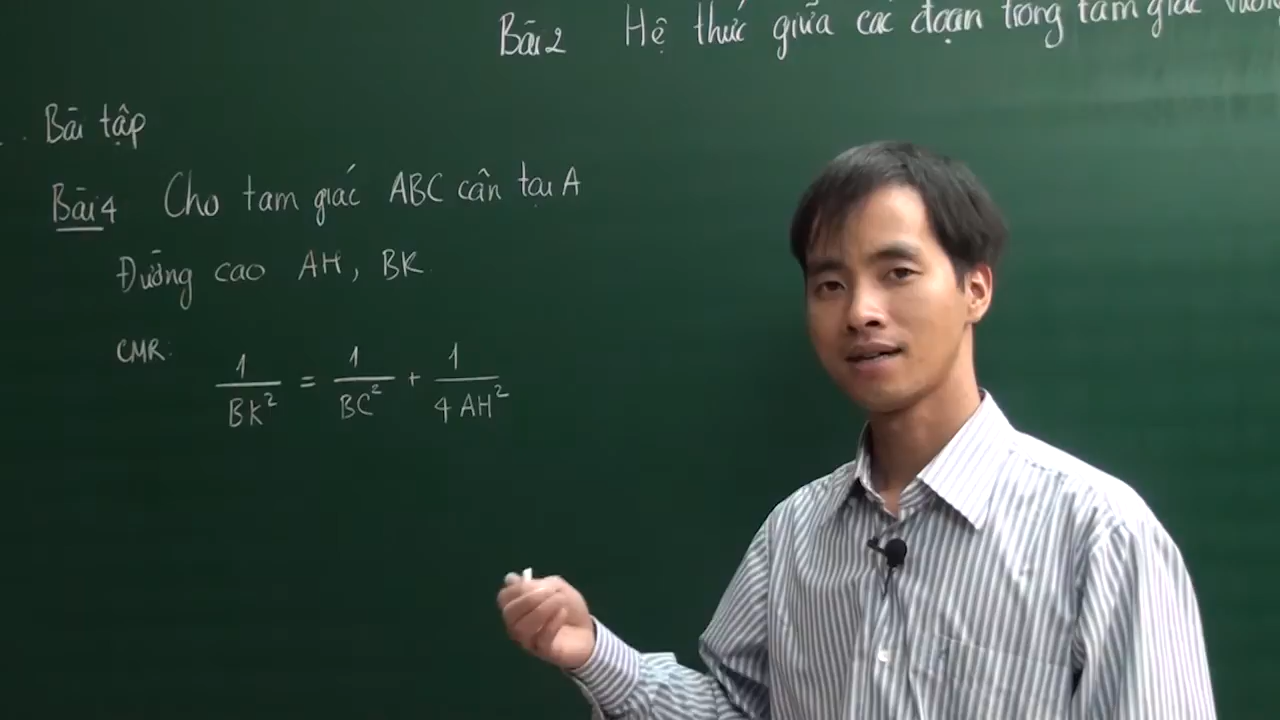 Bài 2 Hệ thức giữa các đoạn trong tam giác vuông
Bài tập
Bài 4 Cho tam giác ABC cân tại A
Đường cao AH, BK.
CMR: 1/BK² = 1/BC² + 1/4AH²